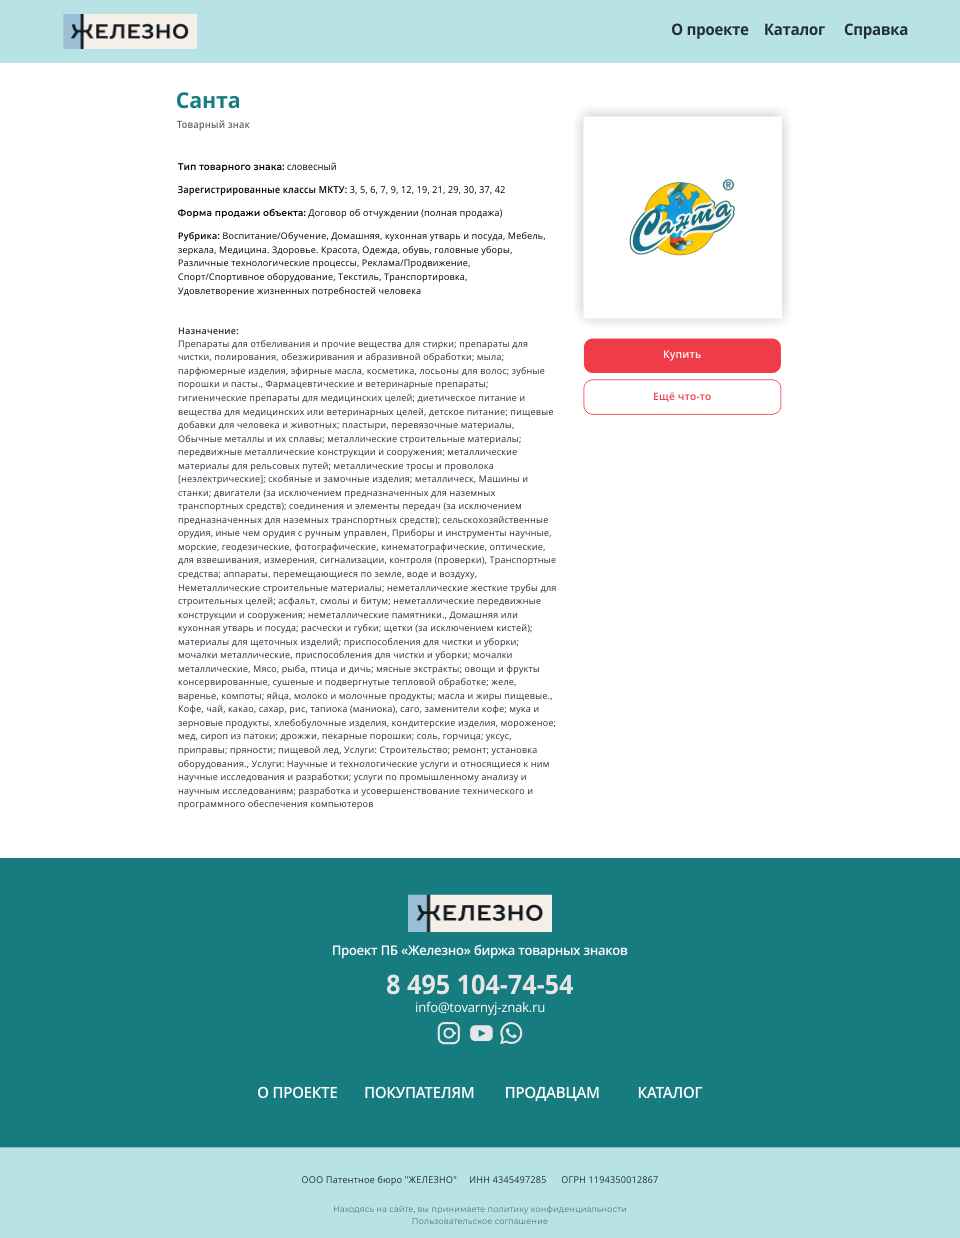 ЖЕЛЕЗНО
О проекте Каталог Справка
Санта
Товарный знак
Тип товарного знака: словесный
Зарегистрированные классы МКТУ: 3, 5, 6, 7, 9, 12, 19, 21, 29, 30, 37, 42
Форма продажи объекта: Договор об отчуждении (полная продажа)
Рубрика: Воспитание/Обучение, Домашняя, кухонная утварь и посуда, Мебель,
зеркала, Медицина. Здоровье. Красота, Одежда, обувь, головные уборы,
Различные технологические процессы, Реклама/Продвижение,
Спорт/Спортивное оборудование, Текстиль, Транспортировка,
Удовлетворение жизненных потребностей человека
Санта ®
Купить
Ещё что-то
Назначение:
Препараты для отбеливания и прочие вещества для стирки; препараты для
чистки, полирования, обезжиривания и абразивной обработки; мыла;
парфюмерные изделия, эфирные масла, косметика, лосьоны для волос; зубные
порошки и пасты., Фармацевтические и ветеринарные препараты;
гигиенические препараты для медицинских целей; диетическое питание и
вещества для медицинских или ветеринарных целей, детское питание; пищевые
добавки для человека и животных; пластыри, перевязочные материалы,
Обычные металлы и их сплавы; металлические строительные материалы;
передвижные металлические конструкции и сооружения; металлические
материалы для рельсовых путей; металлические тросы и проволока
[неэлектрические]; скобяные и замочные изделия; металлическ, Машины и
станки; двигатели (за исключением предназначенных для наземных
транспортных средств); соединения и элементы передач (за исключением
предназначенных для наземных транспортных средств); сельскохозяйственные
орудия, иные чем орудия с ручным управлен, Приборы и инструменты научные,
морские, геодезические, фотографические, кинематографические, оптические,
для взвешивания, измерения, сигнализации, контроля (проверки), Транспортные
средства; аппараты, перемещающиеся по земле, воде и воздуху,
Неметаллические строительные материалы; неметаллические жесткие трубы для
строительных целей; асфальт, смолы и битум; неметаллические передвижные
конструкции и сооружения; неметаллические памятники., Домашняя или
кухонная утварь и посуда; расчески и губки; щетки (за исключением кистей);
материалы для щеточных изделий; приспособления для чистки и уборки;
мочалки металлические, приспособления для чистки и уборки; мочалки
металлические, Мясо, рыба, птица и дичь; мясные экстракты; овощи и фрукты
консервированные, сушеные и подвергнутые тепловой обработке; желе,
варенье, компоты; яйца, молоко и молочные продукты; масла и жиры пищевые.,
Кофе, чай, какао, сахар, рис, тапиока (маниока), саго, заменители кофе; мука и
зерновые продукты, хлебобулочные изделия, кондитерские изделия, мороженое;
мед, сироп из патоки; дрожжи, пекарные порошки; соль, горчица; уксус,
приправы; пряности; пищевой лед, Услуги: Строительство; ремонт; установка
оборудования., Услуги: Научные и технологические услуги и относящиеся к ним
научные исследования и разработки; услуги по промышленному анализу и
научным исследованиям; разработка и усовершенствование технического и
программного обеспечения компьютеров
ЖЕЛЕЗНО
Проект ПБ «Железно» биржа товарных знаков
8 495 104-74-54
info@tovarnyj-znak.ru
О ПРОЕКТЕ ПОКУПАТЕЛЯМ ПРОДАВЦАМ КАТАЛОГ
ООО Патентное бюро "ЖЕЛЕЗНО" ИНН 4345497285 ОГРН 1194350012867
Находясь на сайте, вы принимаете политику конфиденциальности
Пользовательское соглашение